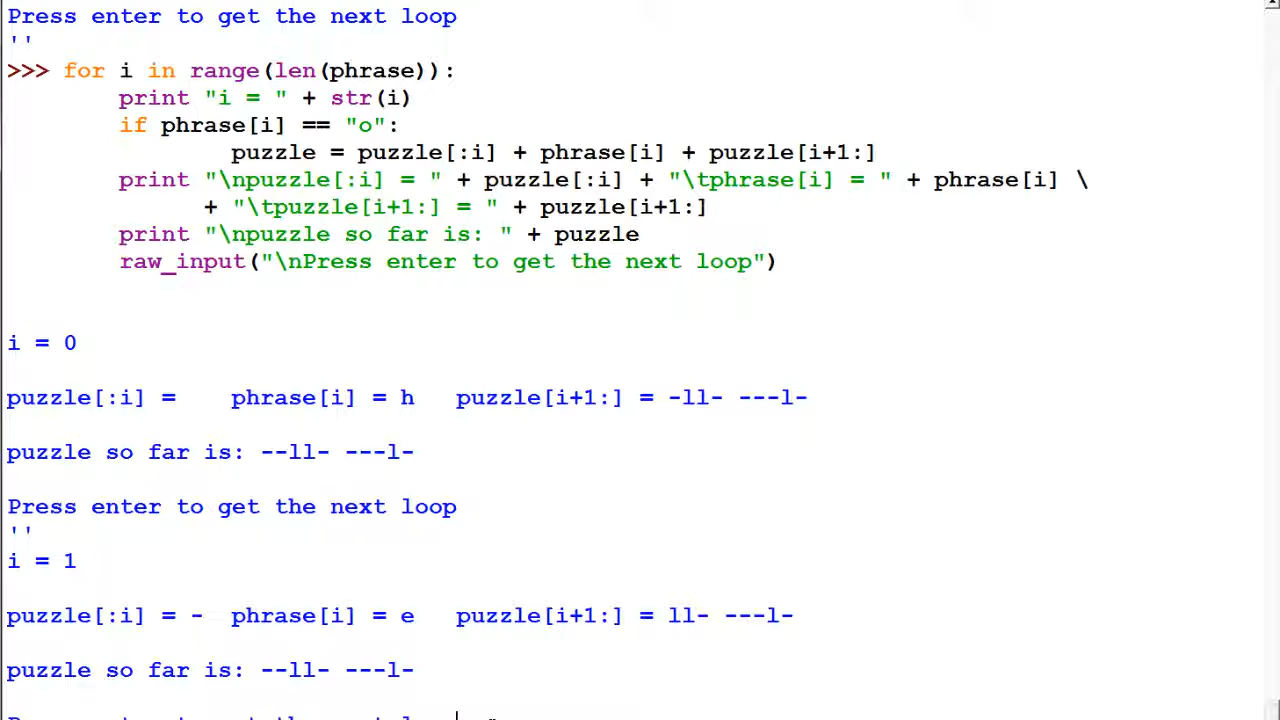 Press enter to get the next loop
''
>>> for i in range(len(phrase)):
        print "i = " + str(i)
        if phrase[i] == "o":
                puzzle = puzzle[:i] + phrase[i] + puzzle[i+1:]
        print "\npuzzle[:i] = " + puzzle[:i] + "\tphrase[i] = " + phrase[i] \
              + "\tpuzzle[i+1:] = " + puzzle[i+1:]
        print "\npuzzle so far is: " + puzzle
        raw_input("\nPress enter to get the next loop")
i = 0
puzzle[:i] =    phrase[i] = h   puzzle[i+1:] = -ll- ---l-
puzzle so far is: --ll- ---l-
Press enter to get the next loop
''
i = 1
puzzle[:i] = -  phrase[i] = e   puzzle[i+1:] = ll- ---l-
puzzle so far is: --ll- ---l-